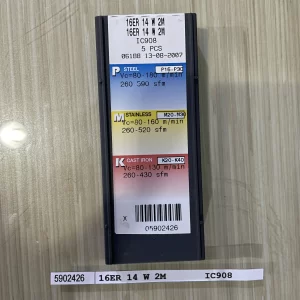 16ER 14 W 2M
16ER 14 W 2M
IC908
5 PCS
06188 13-08-2007
P STEEL P15-P30
Vc=80-180 m/min
260-590 sfm
M STAINLESS M20-M30
Vc=80-160 m/min
260-520 sfm
K CAST IRON K20-K40
Vc=80-130 m/min
260-430 sfm
X
05902426
5902426 16ER 14 W 2M IC908